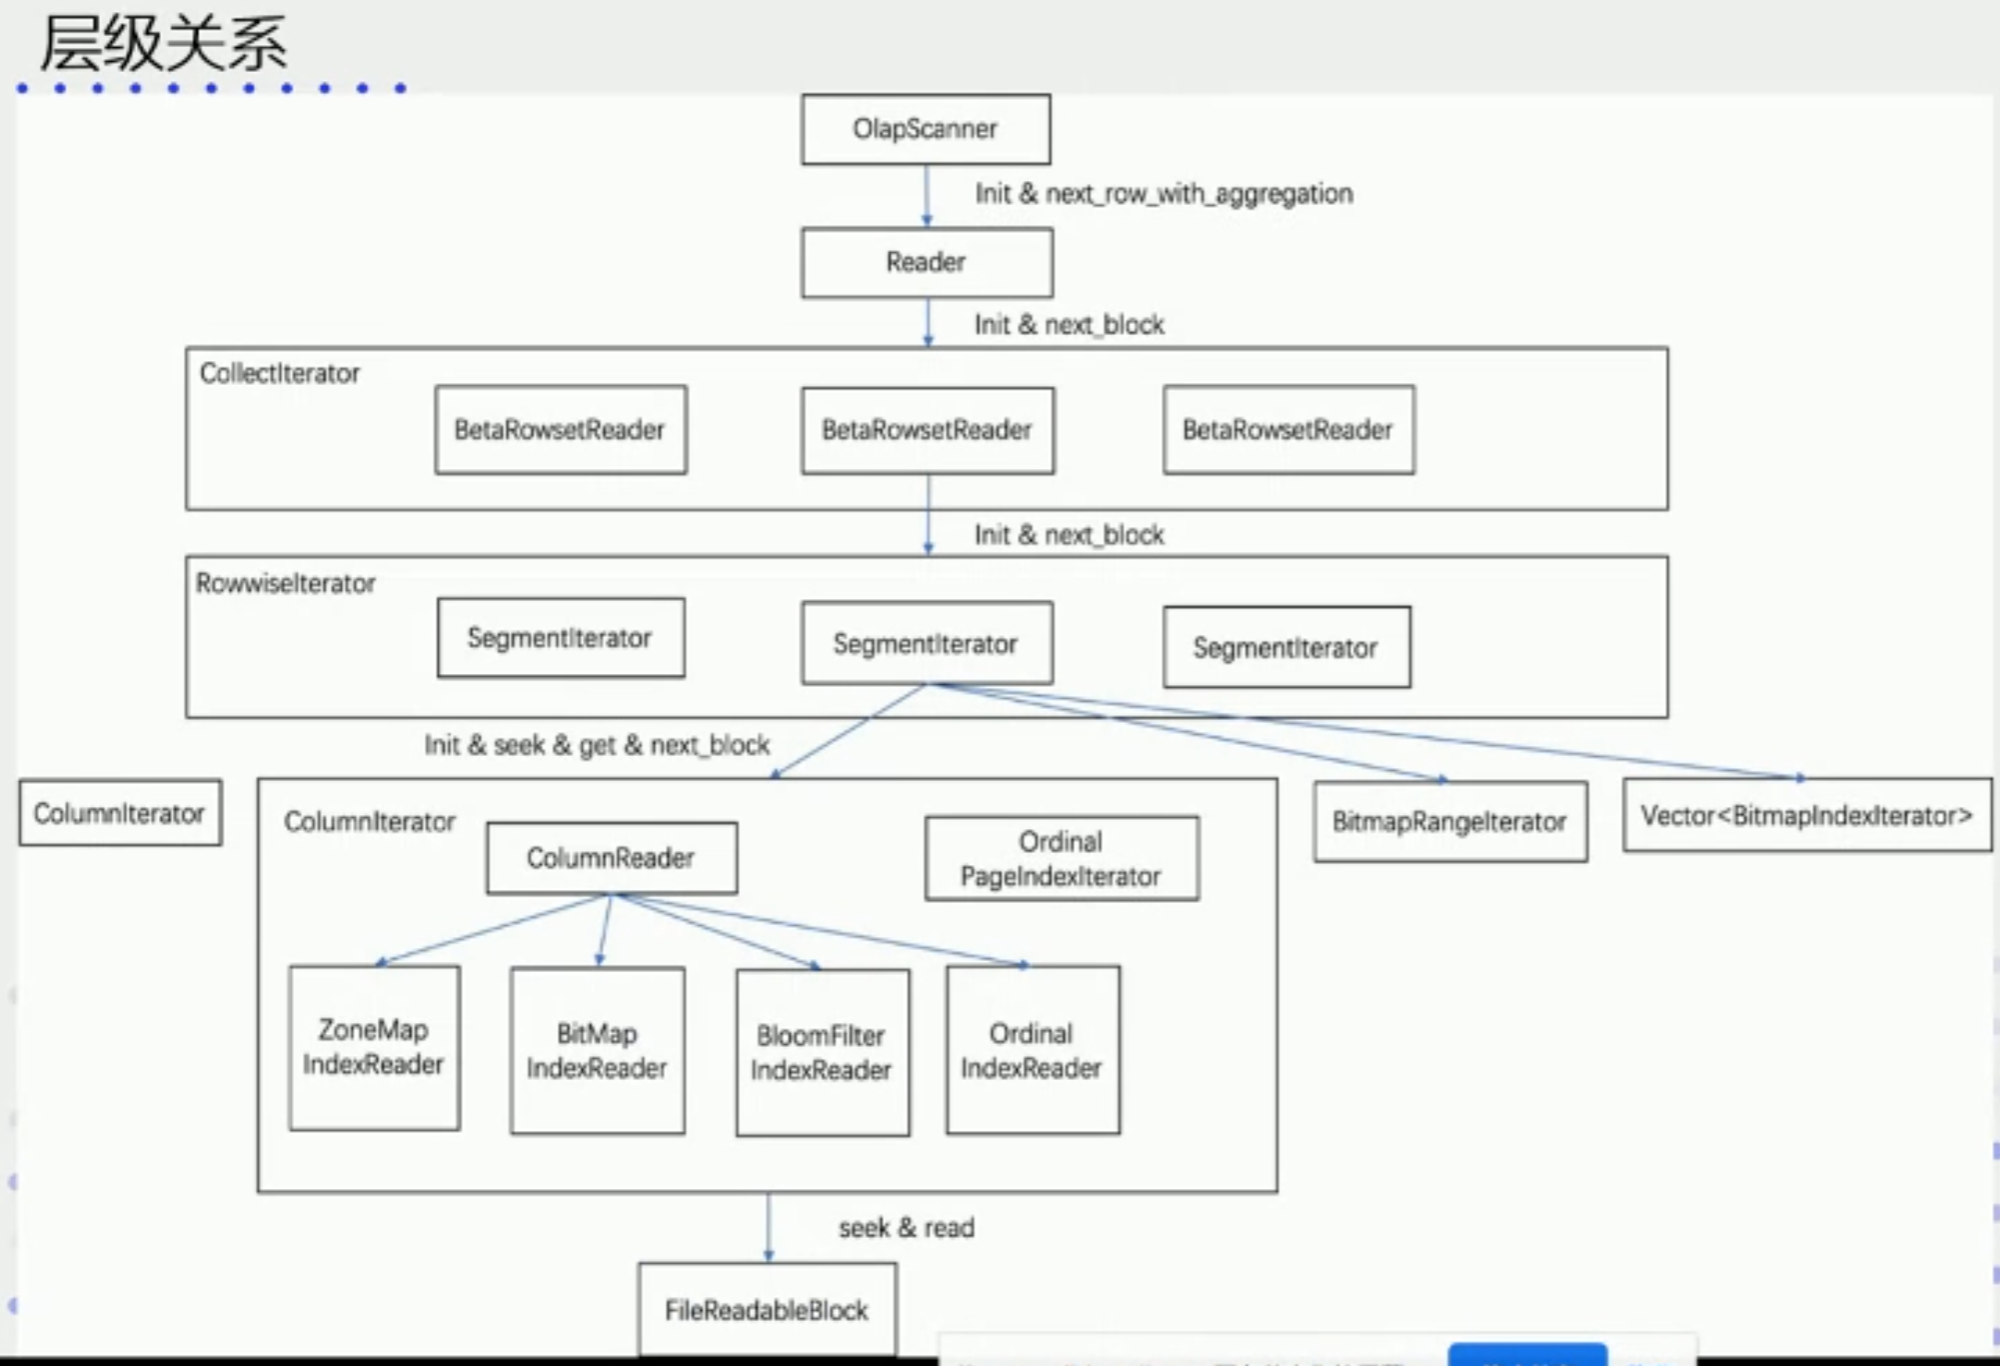 层级关系
OlapScanner
Init & next_row_with_aggregation
Reader
Init & next_block
CollectIterator
BetaRowsetReader
BetaRowsetReader
BetaRowsetReader
Init & next_block
RowwiseIterator
SegmentIterator
SegmentIterator
SegmentIterator
Init & seek & get & next_block
ColumnIterator
ColumnIterator
ColumnReader
Ordinal
PageIndexIterator
BitmapRangeIterator
Vector<BitmapIndexIterator>
ZoneMap
IndexReader
BitMap
IndexReader
BloomFilter
IndexReader
Ordinal
IndexReader
seek & read
FileReadableBlock